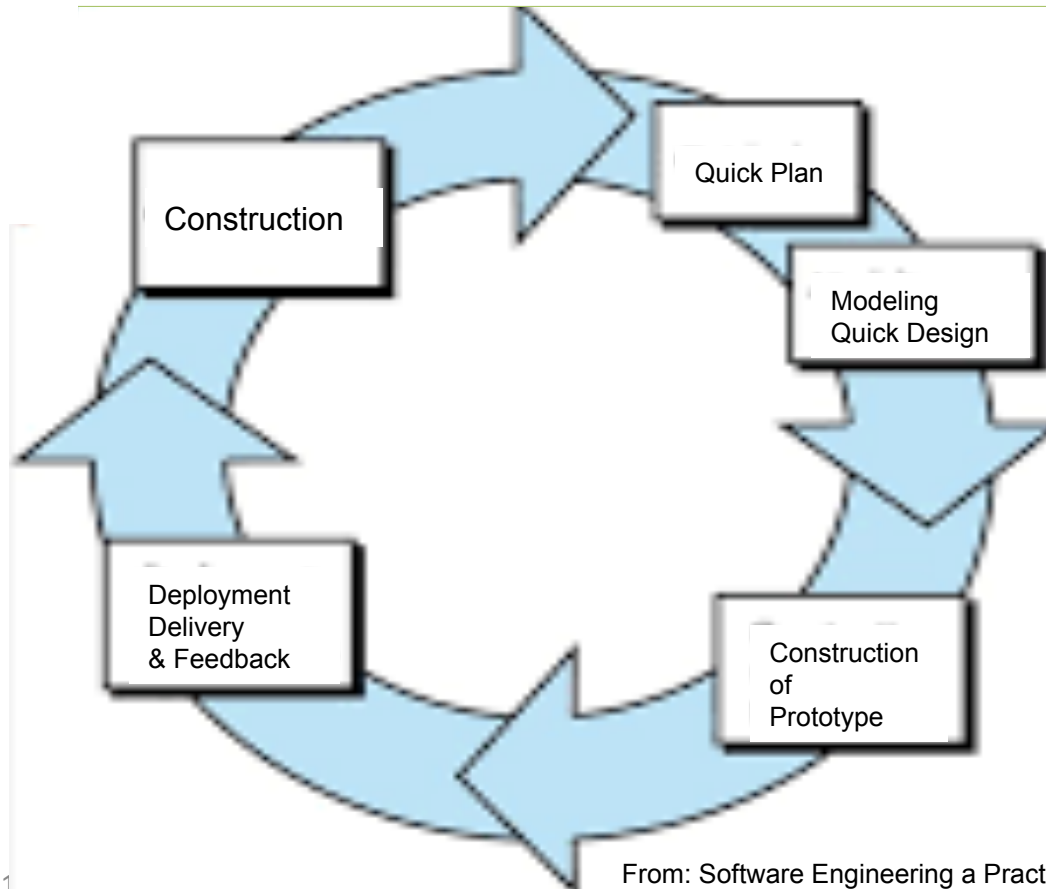 Construction
Quick Plan
Modeling
Quick Design
Construction
of
Prototype
Deployment
Delivery
& Feedback
From: Software Engineering a Pract